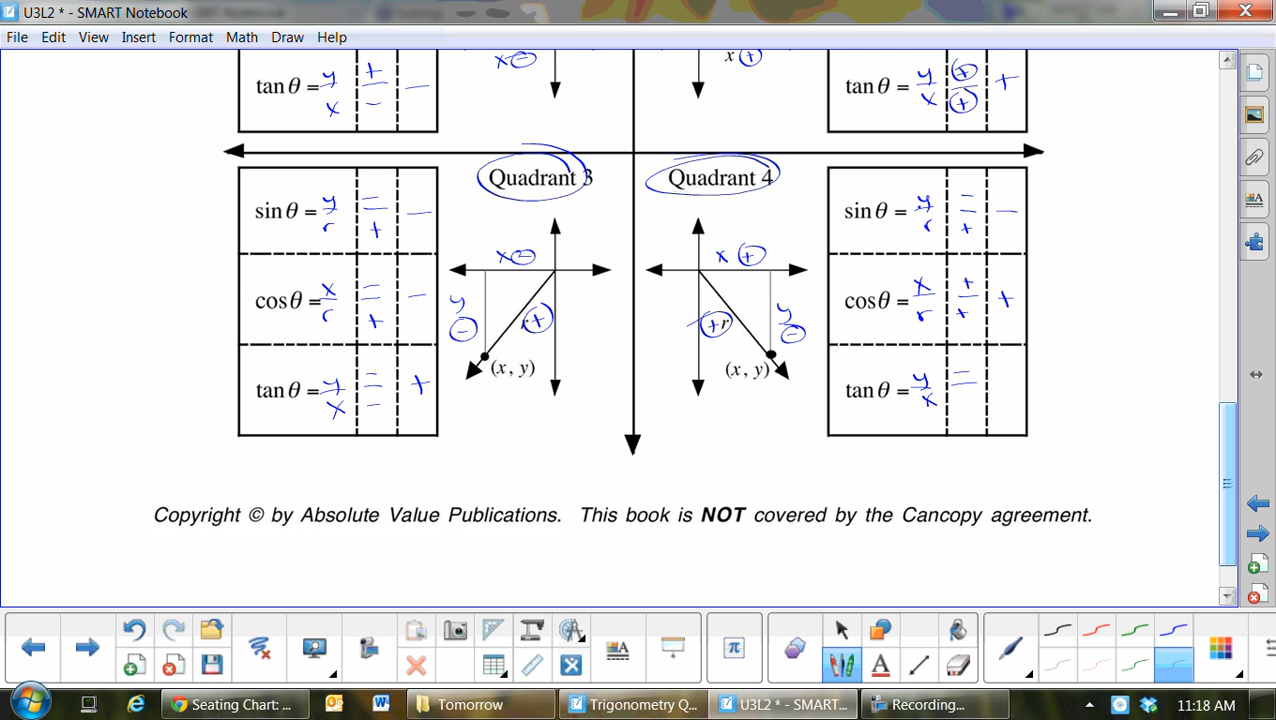 U3L2 * - SMART Notebook
File Edit View Insert Format Math Draw Help
x ⊖
x ⊕
tan θ = y/x +/− −
tan θ = y/x ⊕/⊕ +
Quadrant 3
Quadrant 4
sin θ = y/r −/+ −
x ⊖
x ⊕
sin θ = y/r −/+ −
cos θ = x/r −/+ −
y ⊖
r ⊕
⊕ r
y ⊖
cos θ = x/r +/+ +
(x, y)
(x, y)
tan θ = y/x −/− +
tan θ = y/x −
Copyright © by Absolute Value Publications. This book is NOT covered by the Cancopy agreement.
π
A
Seating Chart: ...
Tomorrow
Trigonometry Q...
U3L2 * - SMART...
Recording...
11:18 AM